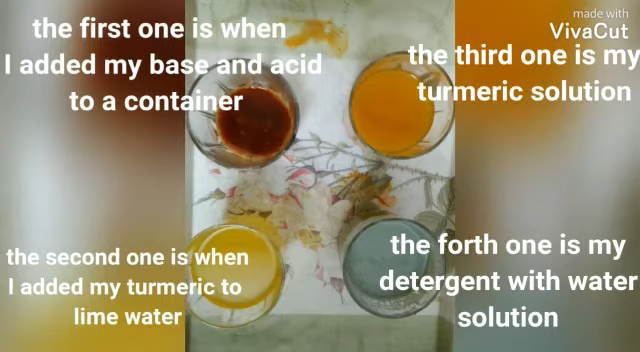 made with
VivaCut
the first one is when
I added my base and acid
to a container
the third one is my
turmeric solution
the second one is when
I added my turmeric to
lime water
the forth one is my
detergent with water
solution